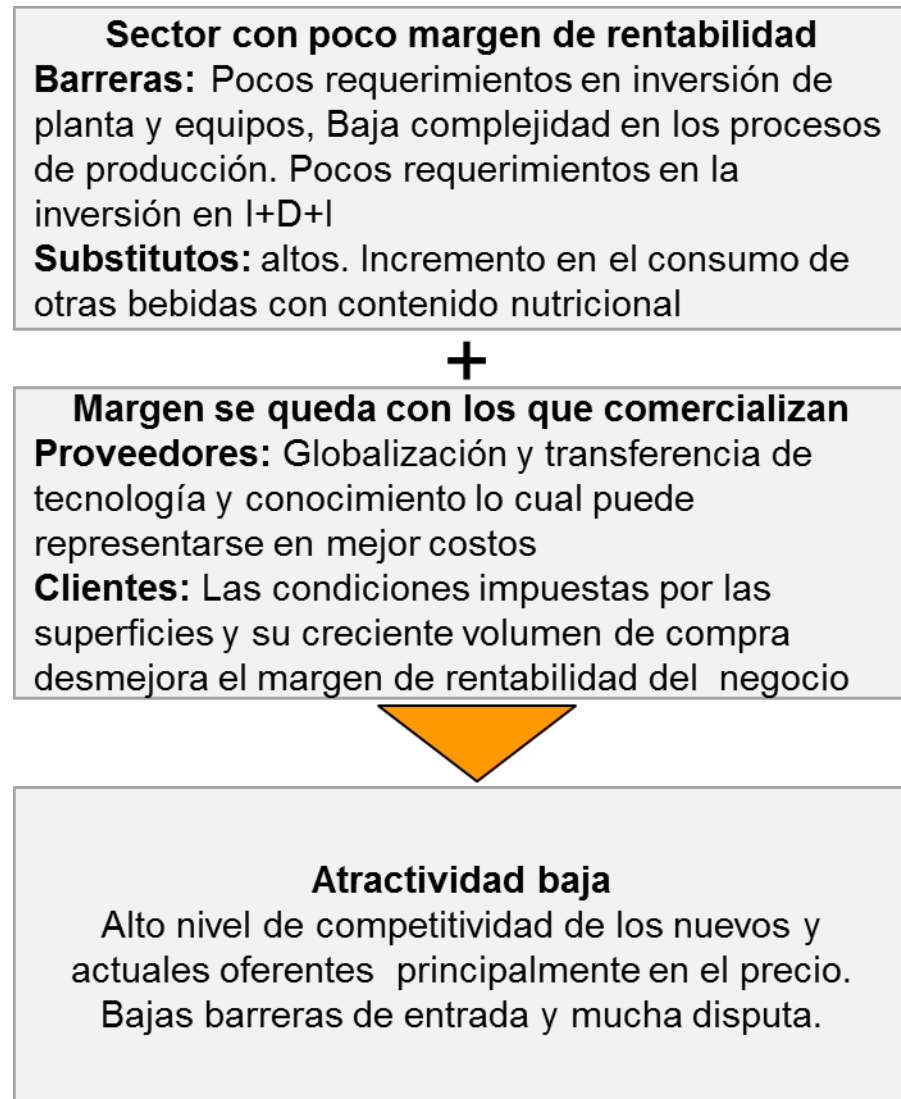 Sector con poco margen de rentabilidad
Barreras: Pocos requerimientos en inversión de
planta y equipos, Baja complejidad en los procesos
de producción. Pocos requerimientos en la
inversión en I+D+I
Substitutos: altos. Incremento en el consumo de
otras bebidas con contenido nutricional
+
Margen se queda con los que comercializan
Proveedores: Globalización y transferencia de
tecnología y conocimiento lo cual puede
representarse en mejor costos
Clientes: Las condiciones impuestas por las
superficies y su creciente volumen de compra
desmejora el margen de rentabilidad del negocio
Atractividad baja
Alto nivel de competitividad de los nuevos y
actuales oferentes principalmente en el precio.
Bajas barreras de entrada y mucha disputa.